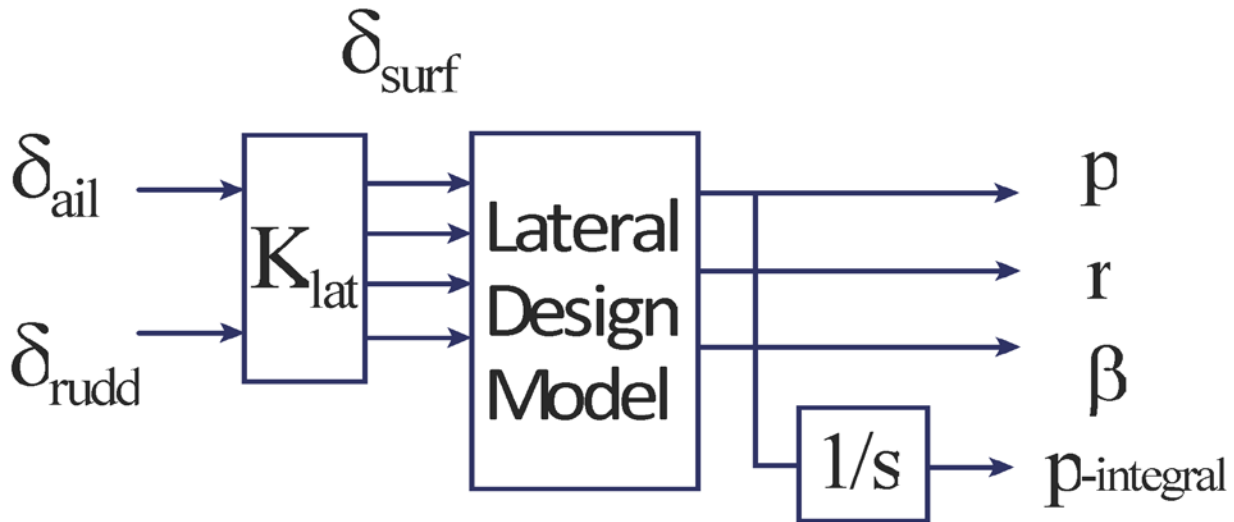 δsurf
δail
δrudd
Klat
Lateral
Design
Model
p
r
β
1/s
p-integral